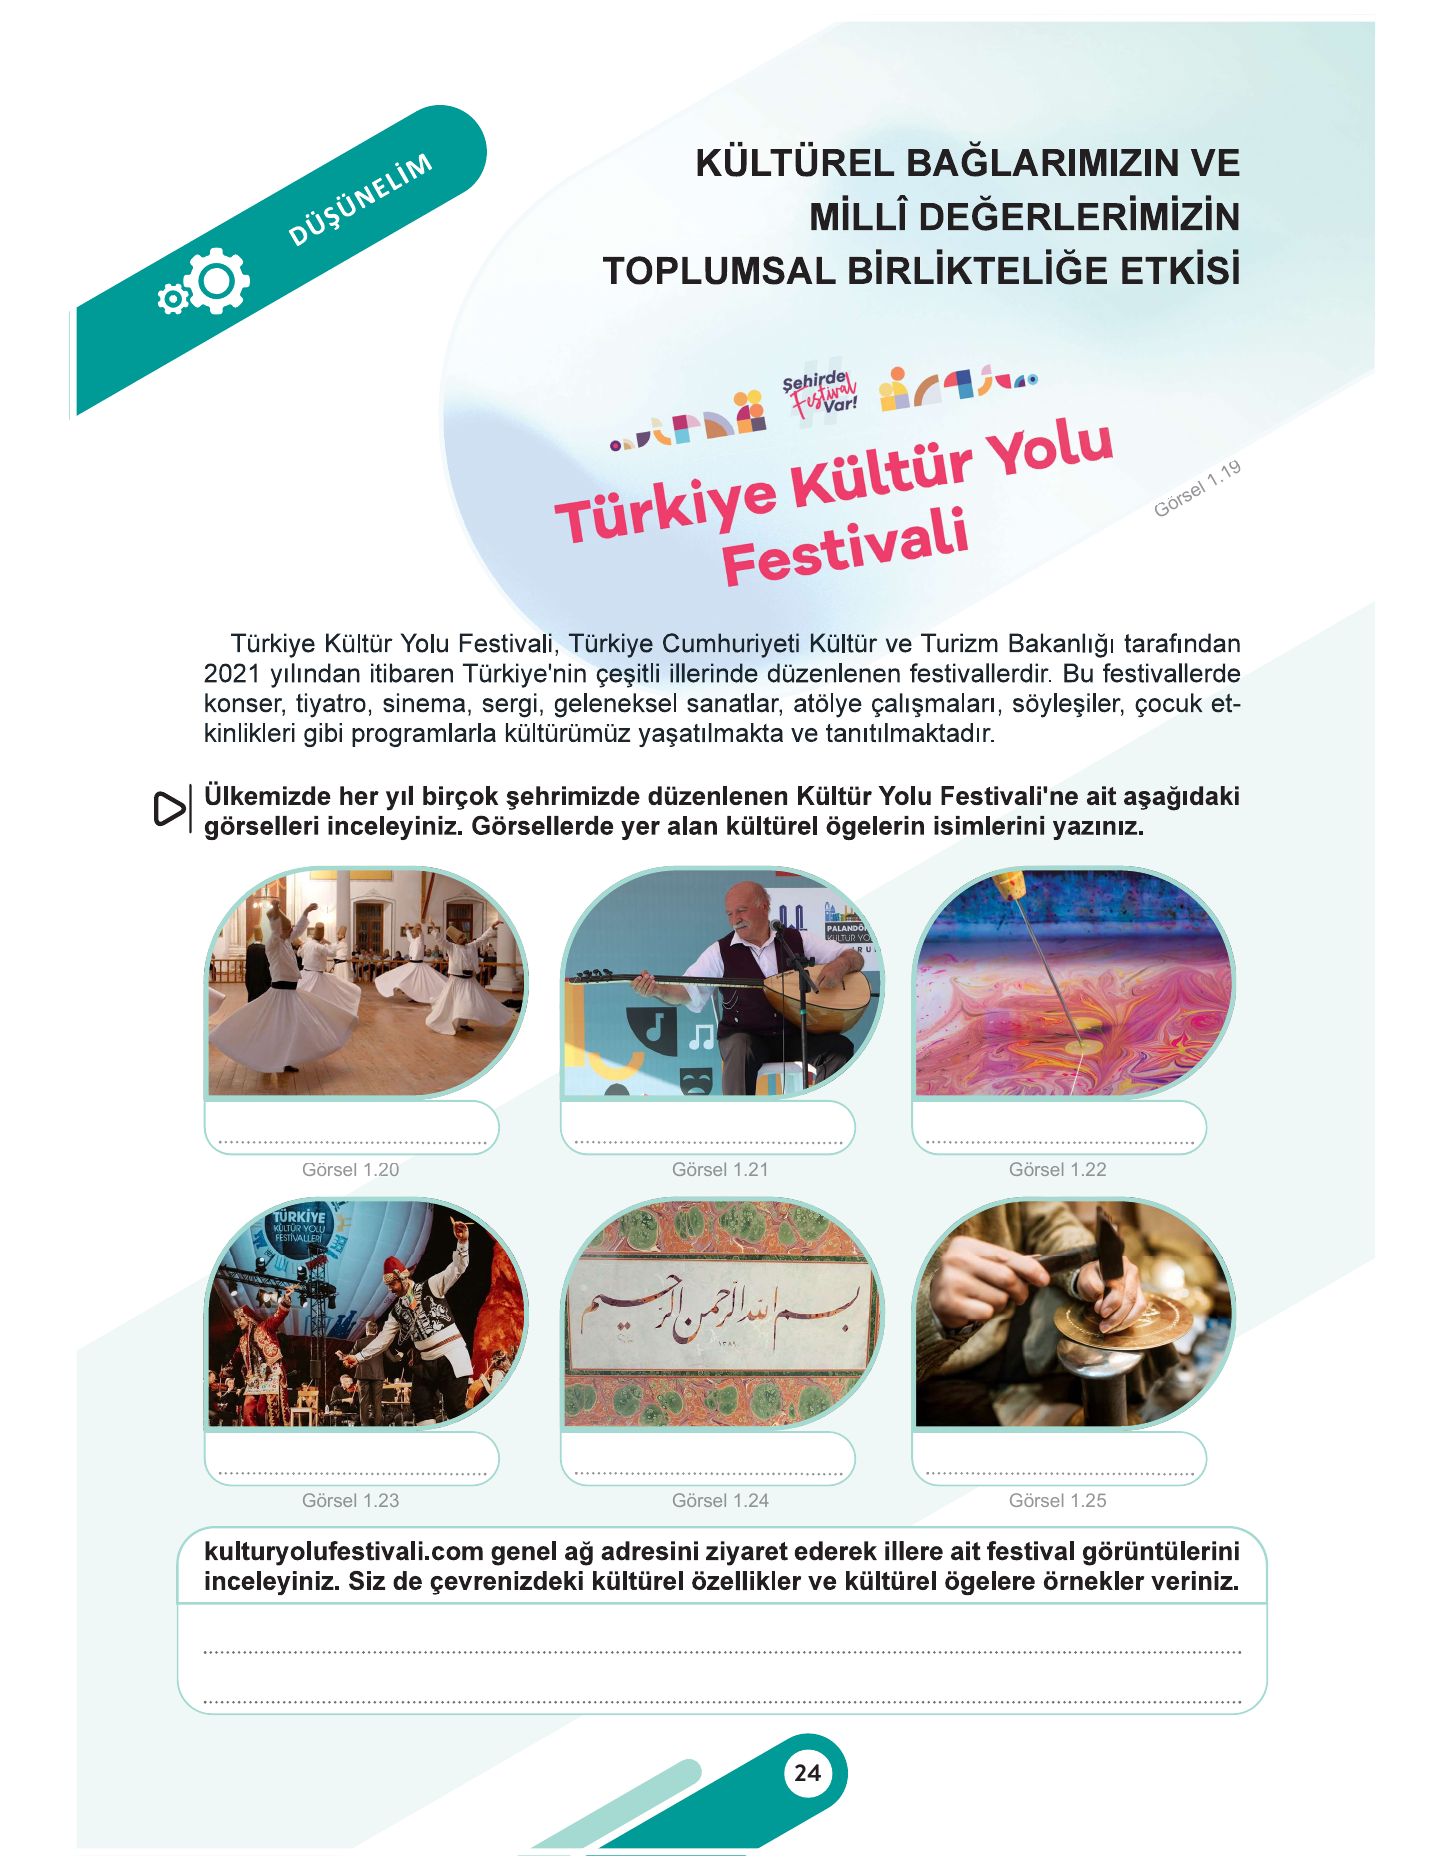 DÜŞÜNELİM
KÜLTÜREL BAĞLARIMIZIN VE
MİLLÎ DEĞERLERİMİZİN
TOPLUMSAL BİRLİKTELİĞE ETKİSİ
#
Şehirde
Festival
Var!
Türkiye Kültür Yolu
Festivali
Görsel 1.19
Türkiye Kültür Yolu Festivali, Türkiye Cumhuriyeti Kültür ve Turizm Bakanlığı tarafından
2021 yılından itibaren Türkiye'nin çeşitli illerinde düzenlenen festivallerdir. Bu festivallerde
konser, tiyatro, sinema, sergi, geleneksel sanatlar, atölye çalışmaları, söyleşiler, çocuk et-
kinlikleri gibi programlarla kültürümüz yaşatılmakta ve tanıtılmaktadır.
Ülkemizde her yıl birçok şehrimizde düzenlenen Kültür Yolu Festivali'ne ait aşağıdaki
görselleri inceleyiniz. Görsellerde yer alan kültürel ögelerin isimlerini yazınız.
PALANDÖ
KÜLTÜR YO
Görsel 1.20
Görsel 1.21
Görsel 1.22
TÜRKİYE
KÜLTÜR YOLU
FESTİVALLERİ
بسم الله الرحمن الرحيم
Görsel 1.23
Görsel 1.24
Görsel 1.25
kulturyolufestivali.com genel ağ adresini ziyaret ederek illere ait festival görüntülerini
inceleyiniz. Siz de çevrenizdeki kültürel özellikler ve kültürel ögelere örnekler veriniz.
24